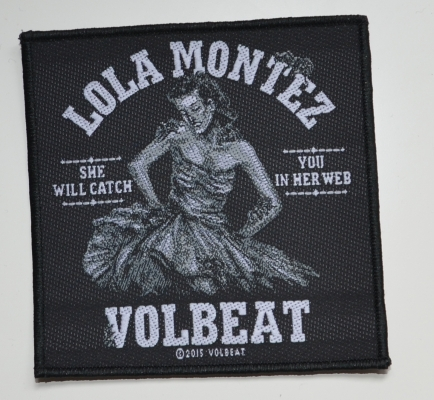 LOLA MONTEZ
SHE
WILL CATCH
YOU
IN HER WEB
VOLBEAT
©2015 VOLBEAT